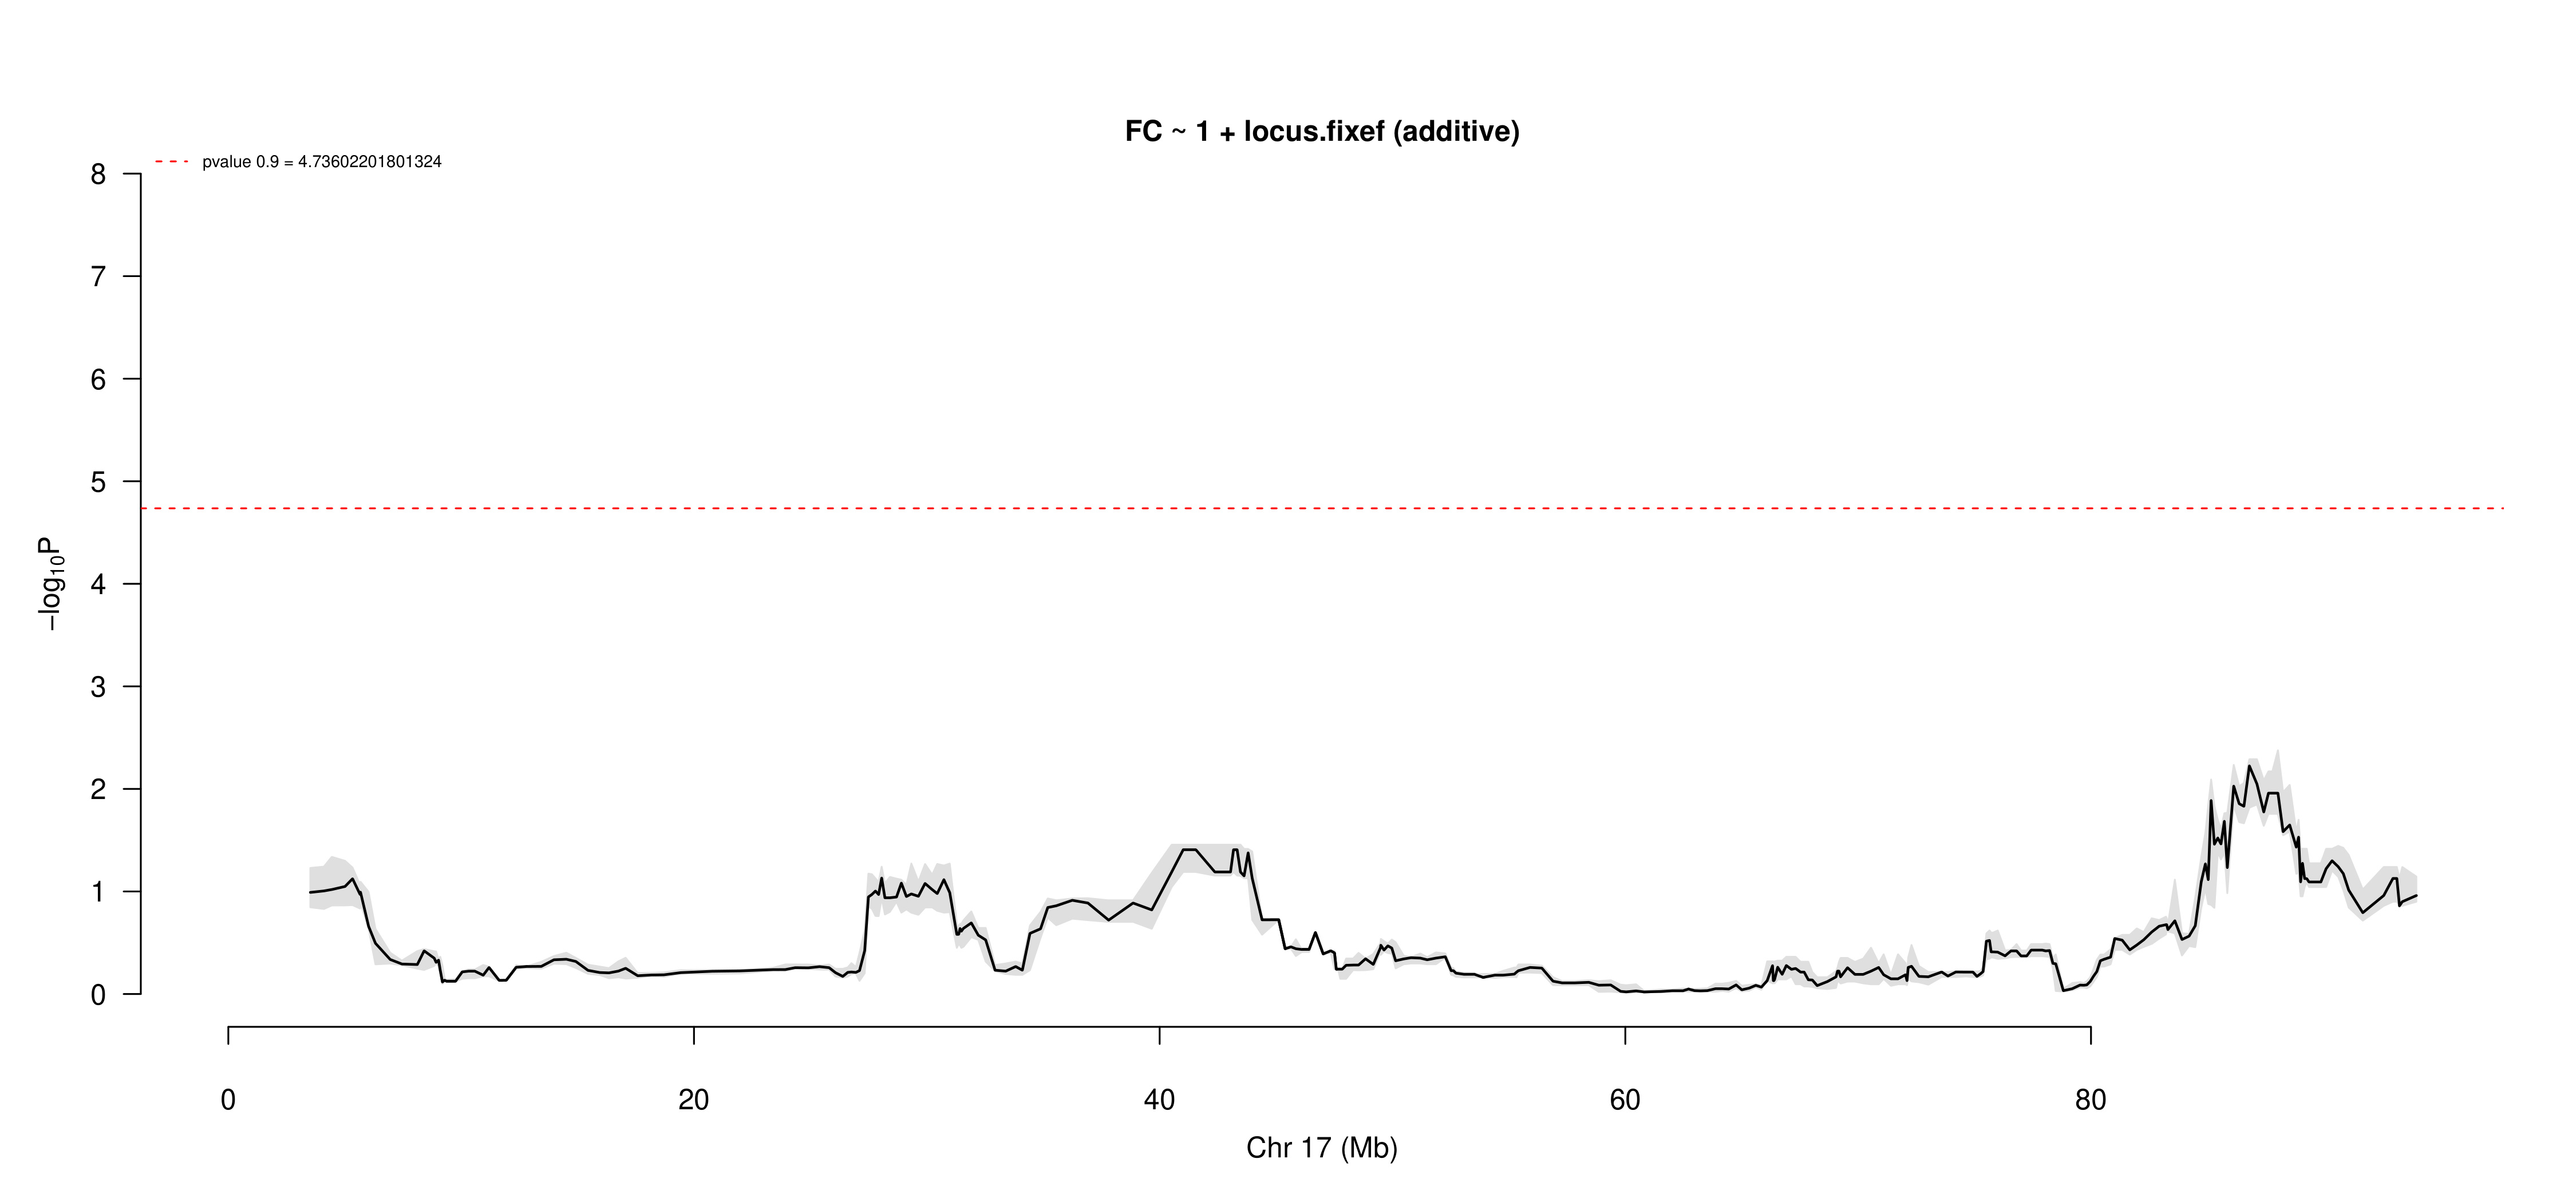 FC ~ 1 + locus.fixef (additive)
pvalue 0.9 = 4.73602201801324
8
7
6
5
4
3
2
1
0
−log10P
0 20 40 60 80
Chr 17 (Mb)